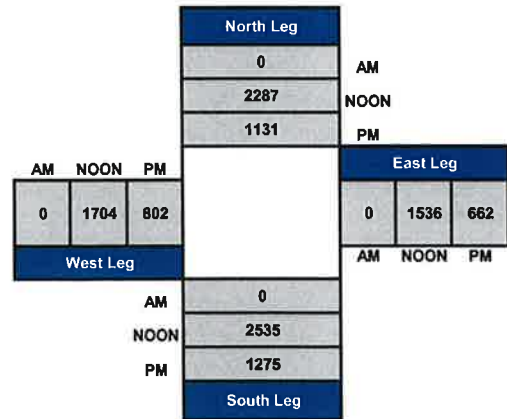 North Leg
0 AM
2287 NOON
1131 PM
AM NOON PM
0 1704 802
West Leg
East Leg
0 1536 662
AM NOON PM
AM 0
NOON 2535
PM 1275
South Leg